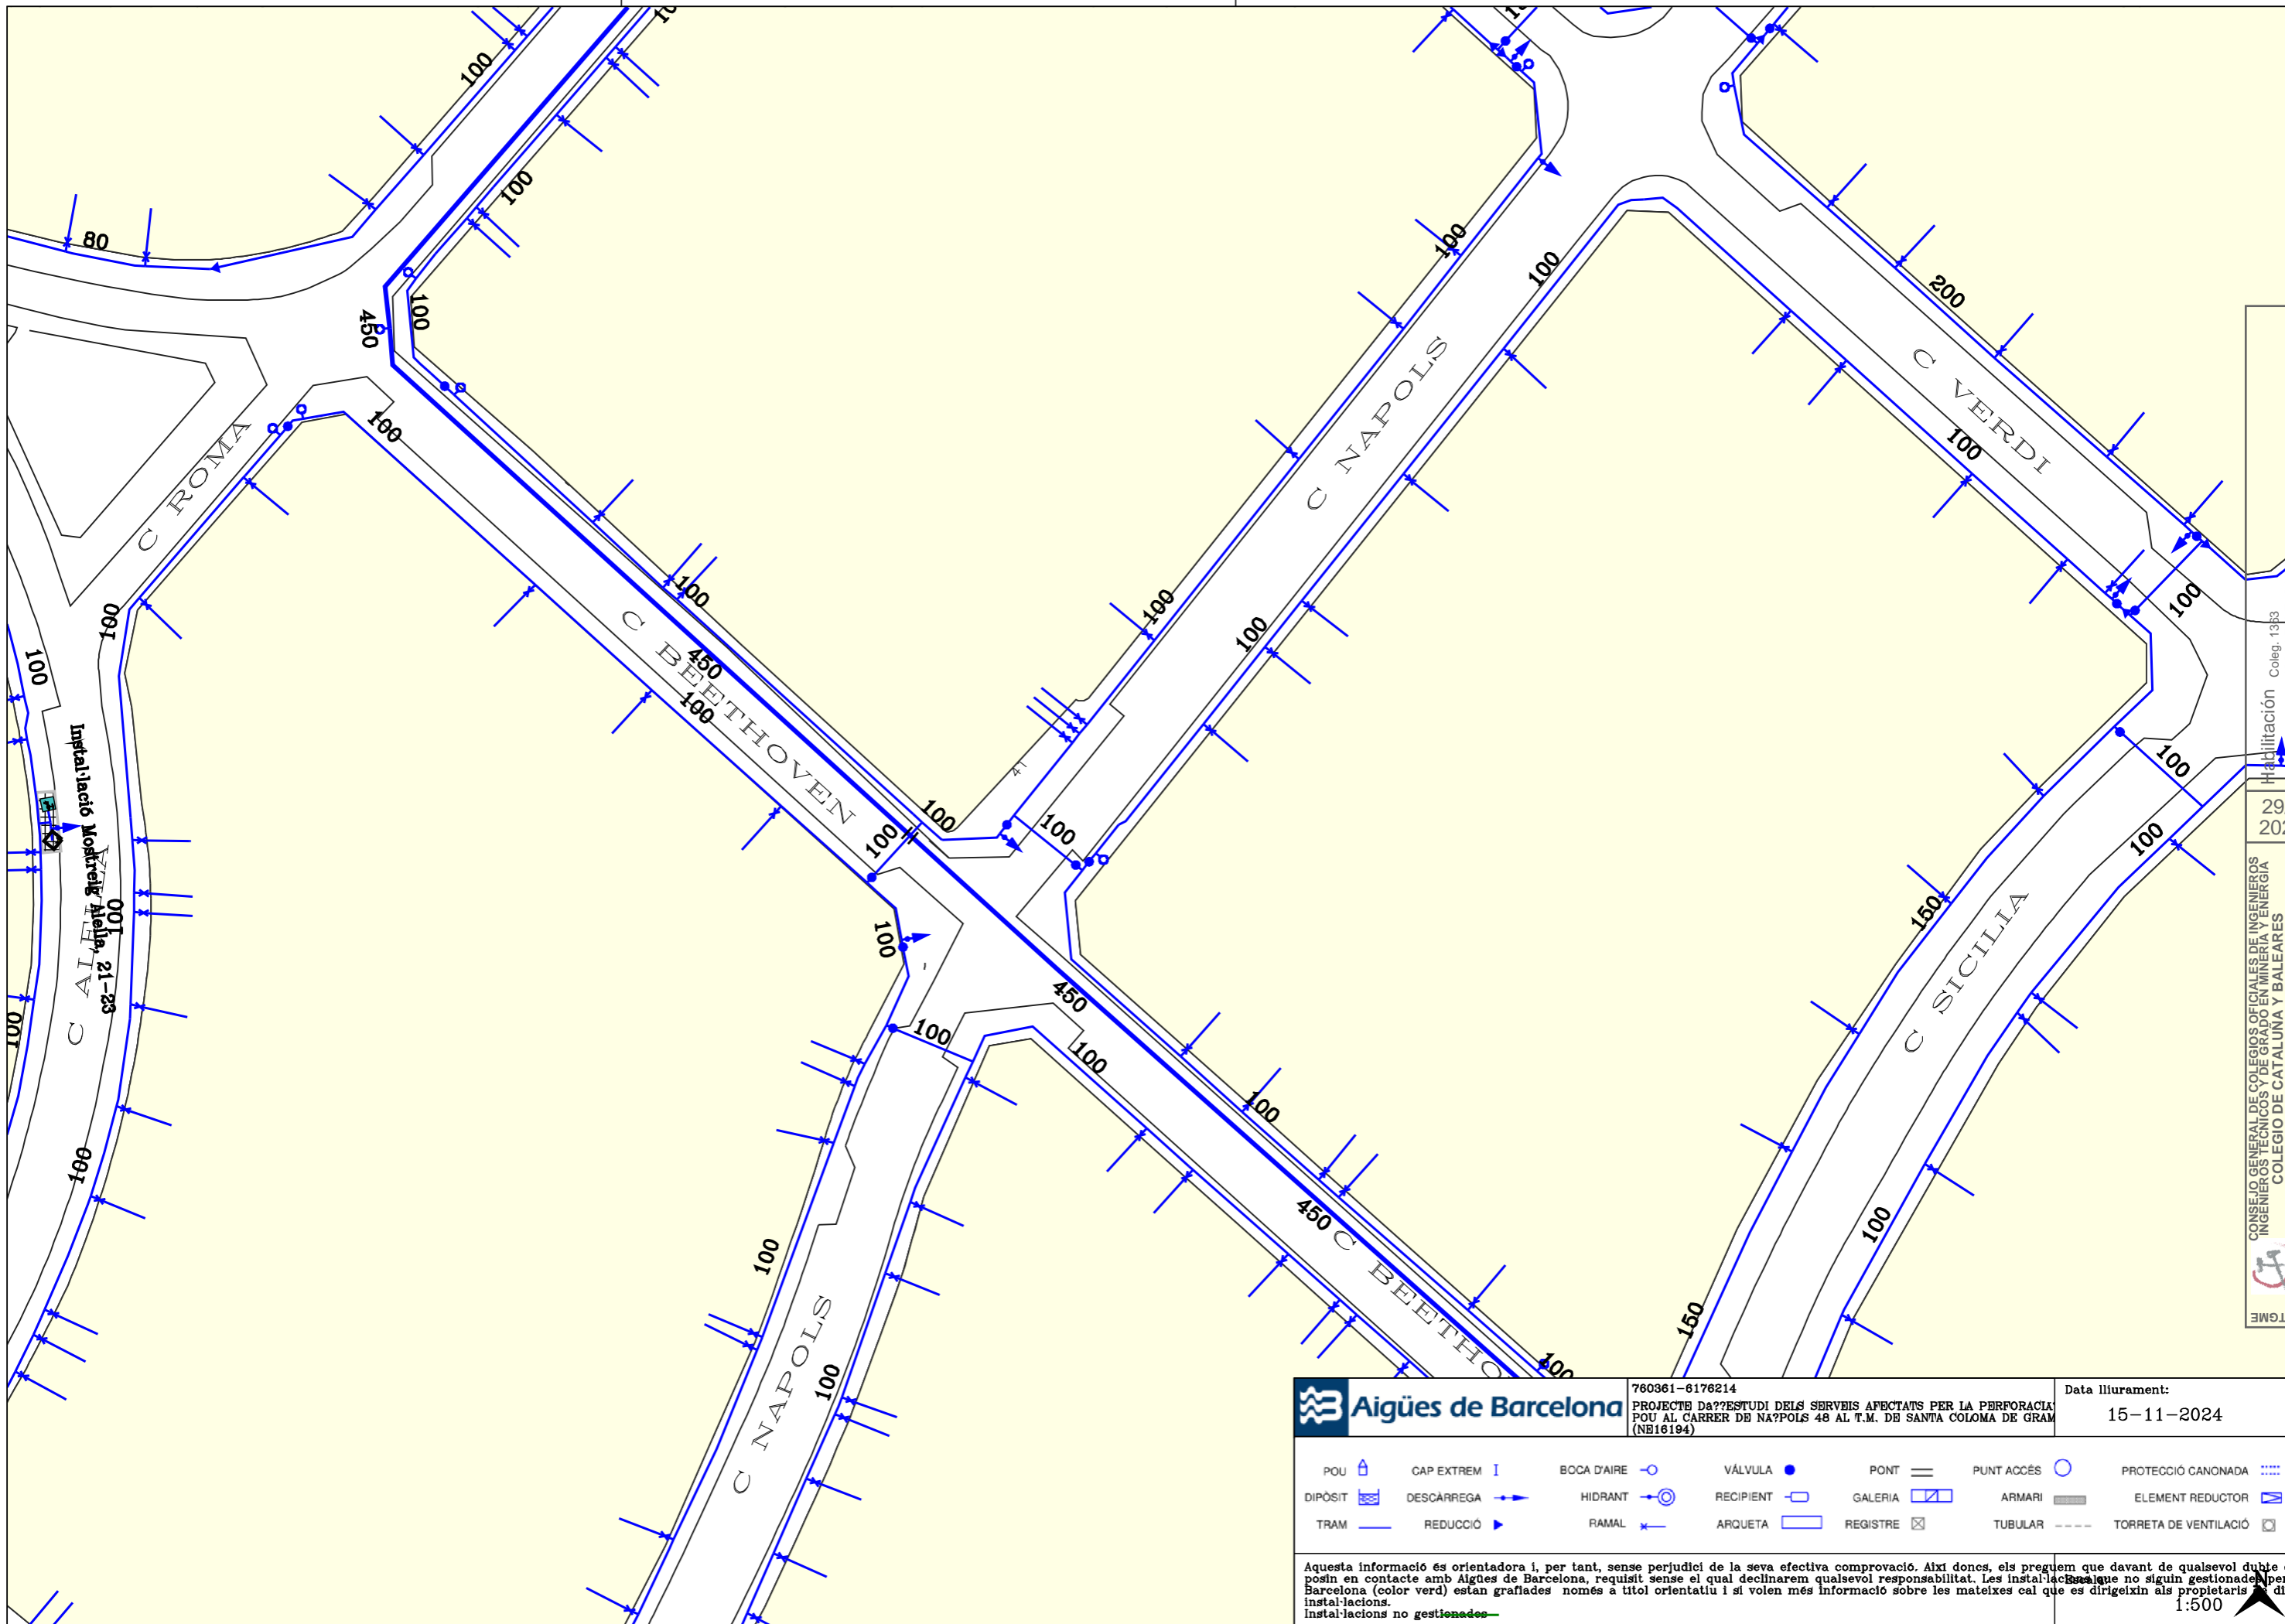 100
100
80
100
450
100
100
100
100
C NAPOLS
200
C VERDI
100
100
C ROMA
100
100
100
100
C BEETHOVEN
450
100
100
100
100
100
100
100
100
C ALELLA
Instal·lació Mostreig Alella, 21-23
100
100
100
100
450
100
100
450
C BEETHO
100
100
100
C NAPOLS
100
150
C SICILIA
100
150
100
Habilitación
Coleg. 1363
CONSEJO GENERAL DE COLEGIOS OFICIALES DE INGENIEROS
INGENIEROS TÉCNICOS Y DE GRADO EN MINERÍA Y ENERGÍA
COLEGIO DE CATALUÑA Y BALEARES
Aigües de Barcelona
760361-6176214
PROJECTE DA??ESTUDI DELS SERVEIS AFECTATS PER LA PERFORACIA
POU AL CARRER DE NA?POLS 48 AL T.M. DE SANTA COLOMA DE GRAM
(NE16194)
Data lliurament:
15-11-2024
POU CAP EXTREM BOCA D'AIRE VÁLVULA PONT PUNT ACCÉS PROTECCIÓ CANONADA
DIPÒSIT DESCÀRREGA HIDRANT RECIPIENT GALERIA ARMARI ELEMENT REDUCTOR
TRAM REDUCCIÓ RAMAL ARQUETA REGISTRE TUBULAR TORRETA DE VENTILACIÓ
Aquesta informació és orientadora i, per tant, sense perjudici de la seva efectiva comprovació. Així doncs, els preguem que davant de qualsevol dubte
posin en contacte amb Aigües de Barcelona, requisit sense el qual declinarem qualsevol responsabilitat. Les instal·lacions que no siguin gestionades per
Barcelona (color verd) estan grafiades només a títol orientatiu i si volen més informació sobre les mateixes cal que es dirigeixin als propietaris
instal·lacions.
Instal·lacions no gestionades
Escala:
1:500
N